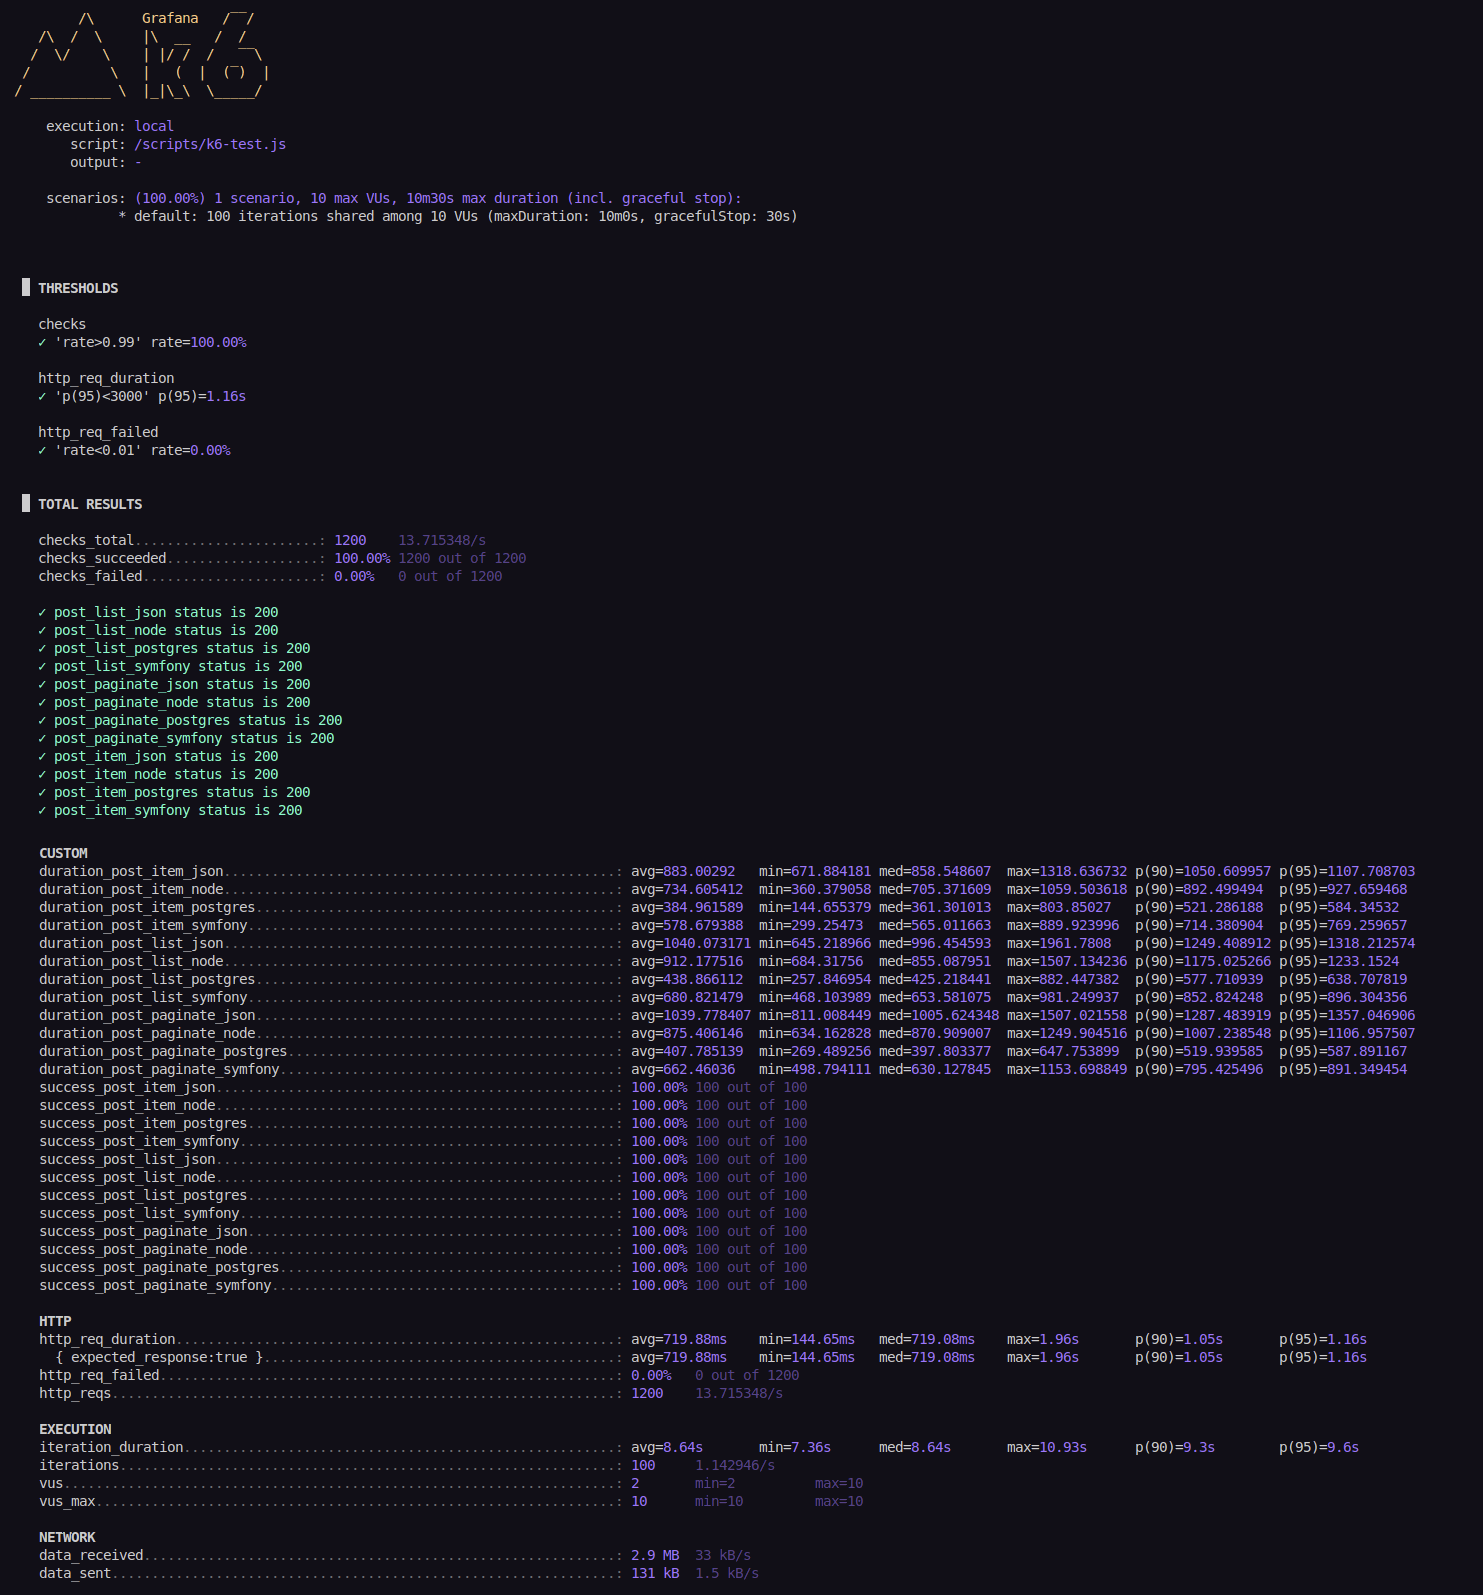 /\      Grafana   /‾‾/
    /\  /  \     |\  __   /  /
   /  \/    \    | |/ /  /   ‾‾\
  /          \   |   (  |  (‾)  |
 / __________ \  |_|\_\  \_____/
execution: local
script: /scripts/k6-test.js
output: -
scenarios: (100.00%) 1 scenario, 10 max VUs, 10m30s max duration (incl. graceful stop):
* default: 100 iterations shared among 10 VUs (maxDuration: 10m0s, gracefulStop: 30s)
█ THRESHOLDS
checks
✓ 'rate>0.99' rate=100.00%
http_req_duration
✓ 'p(95)<3000' p(95)=1.16s
http_req_failed
✓ 'rate<0.01' rate=0.00%
█ TOTAL RESULTS
checks_total.......................: 1200    13.715348/s
checks_succeeded...................: 100.00% 1200 out of 1200
checks_failed......................: 0.00%   0 out of 1200
✓ post_list_json status is 200
✓ post_list_node status is 200
✓ post_list_postgres status is 200
✓ post_list_symfony status is 200
✓ post_paginate_json status is 200
✓ post_paginate_node status is 200
✓ post_paginate_postgres status is 200
✓ post_paginate_symfony status is 200
✓ post_item_json status is 200
✓ post_item_node status is 200
✓ post_item_postgres status is 200
✓ post_item_symfony status is 200
CUSTOM
duration_post_item_json.................................................: avg=883.00292   min=671.884181 med=858.548607  max=1318.636732 p(90)=1050.609957 p(95)=1107.708703
duration_post_item_node.................................................: avg=734.605412  min=360.379058 med=705.371609  max=1059.503618 p(90)=892.499494  p(95)=927.659468
duration_post_item_postgres.............................................: avg=384.961589  min=144.655379 med=361.301013  max=803.85027   p(90)=521.286188  p(95)=584.34532
duration_post_item_symfony..............................................: avg=578.679388  min=299.25473  med=565.011663  max=889.923996  p(90)=714.380904  p(95)=769.259657
duration_post_list_json.................................................: avg=1040.073171 min=645.218966 med=996.454593  max=1961.7808   p(90)=1249.408912 p(95)=1318.212574
duration_post_list_node.................................................: avg=912.177516  min=684.31756  med=855.087951  max=1507.134236 p(90)=1175.025266 p(95)=1233.1524
duration_post_list_postgres.............................................: avg=438.866112  min=257.846954 med=425.218441  max=882.447382  p(90)=577.710939  p(95)=638.707819
duration_post_list_symfony..............................................: avg=680.821479  min=468.103989 med=653.581075  max=981.249937  p(90)=852.824248  p(95)=896.304356
duration_post_paginate_json.............................................: avg=1039.778407 min=811.008449 med=1005.624348 max=1507.021558 p(90)=1287.483919 p(95)=1357.046906
duration_post_paginate_node.............................................: avg=875.406146  min=634.162828 med=870.909007  max=1249.904516 p(90)=1007.238548 p(95)=1106.957507
duration_post_paginate_postgres.........................................: avg=407.785139  min=269.489256 med=397.803377  max=647.753899  p(90)=519.939585  p(95)=587.891167
duration_post_paginate_symfony..........................................: avg=662.46036   min=498.794111 med=630.127845  max=1153.698849 p(90)=795.425496  p(95)=891.349454
success_post_item_json..................................................: 100.00% 100 out of 100
success_post_item_node..................................................: 100.00% 100 out of 100
success_post_item_postgres..............................................: 100.00% 100 out of 100
success_post_item_symfony...............................................: 100.00% 100 out of 100
success_post_list_json..................................................: 100.00% 100 out of 100
success_post_list_node..................................................: 100.00% 100 out of 100
success_post_list_postgres..............................................: 100.00% 100 out of 100
success_post_list_symfony...............................................: 100.00% 100 out of 100
success_post_paginate_json..............................................: 100.00% 100 out of 100
success_post_paginate_node..............................................: 100.00% 100 out of 100
success_post_paginate_postgres..........................................: 100.00% 100 out of 100
success_post_paginate_symfony...........................................: 100.00% 100 out of 100
HTTP
http_req_duration.......................................................: avg=719.88ms    min=144.65ms   med=719.08ms    max=1.96s       p(90)=1.05s       p(95)=1.16s
{ expected_response:true }............................................: avg=719.88ms    min=144.65ms   med=719.08ms    max=1.96s       p(90)=1.05s       p(95)=1.16s
http_req_failed.........................................................: 0.00%   0 out of 1200
http_reqs...............................................................: 1200    13.715348/s
EXECUTION
iteration_duration......................................................: avg=8.64s       min=7.36s      med=8.64s       max=10.93s      p(90)=9.3s        p(95)=9.6s
iterations..............................................................: 100     1.142946/s
vus.....................................................................: 2       min=2          max=10
vus_max.................................................................: 10      min=10         max=10
NETWORK
data_received...........................................................: 2.9 MB  33 kB/s
data_sent...............................................................: 131 kB  1.5 kB/s